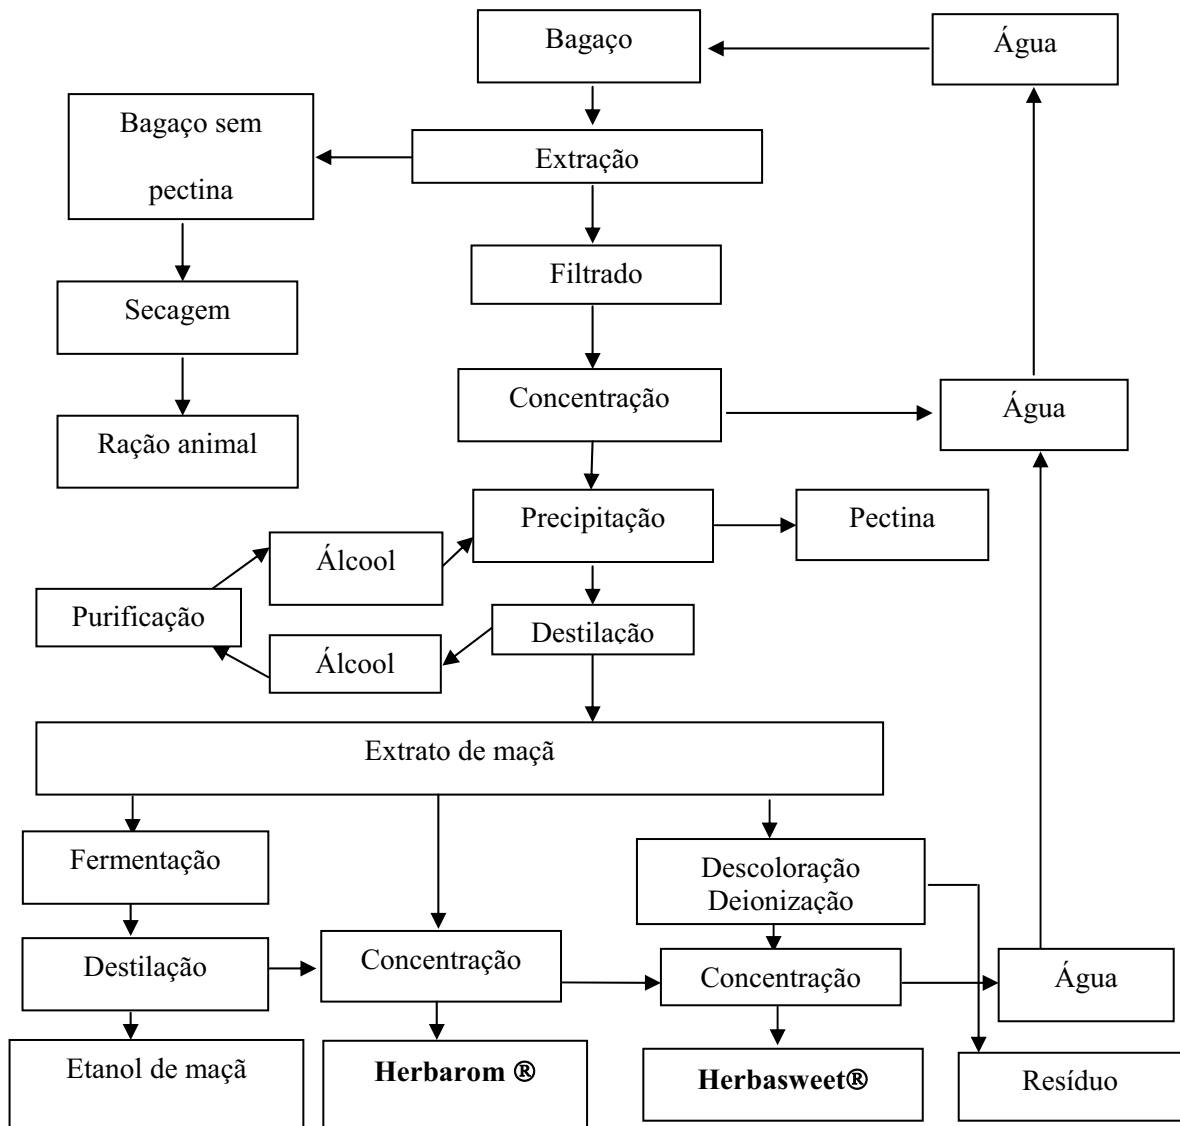 Bagaço
Água
Bagaço sem
pectina
Extração
Filtrado
Secagem
Concentração
Água
Ração animal
Precipitação
Pectina
Álcool
Purificação
Destilação
Álcool
Extrato de maçã
Fermentação
Descoloração
Deionização
Destilação
Concentração
Concentração
Água
Etanol de maçã
Herbarom ®
Herbasweet®
Resíduo